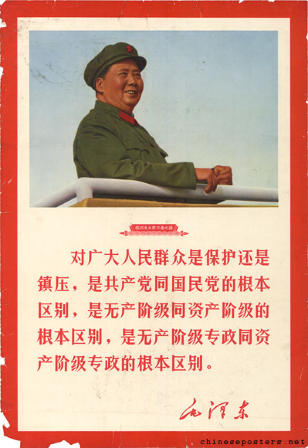 对广大人民群众是保护还是
镇压，是共产党同国民党的根本
区别，是无产阶级同资产阶级的
根本区别，是无产阶级专政同资
产阶级专政的根本区别。
毛泽东
chineseposters.net